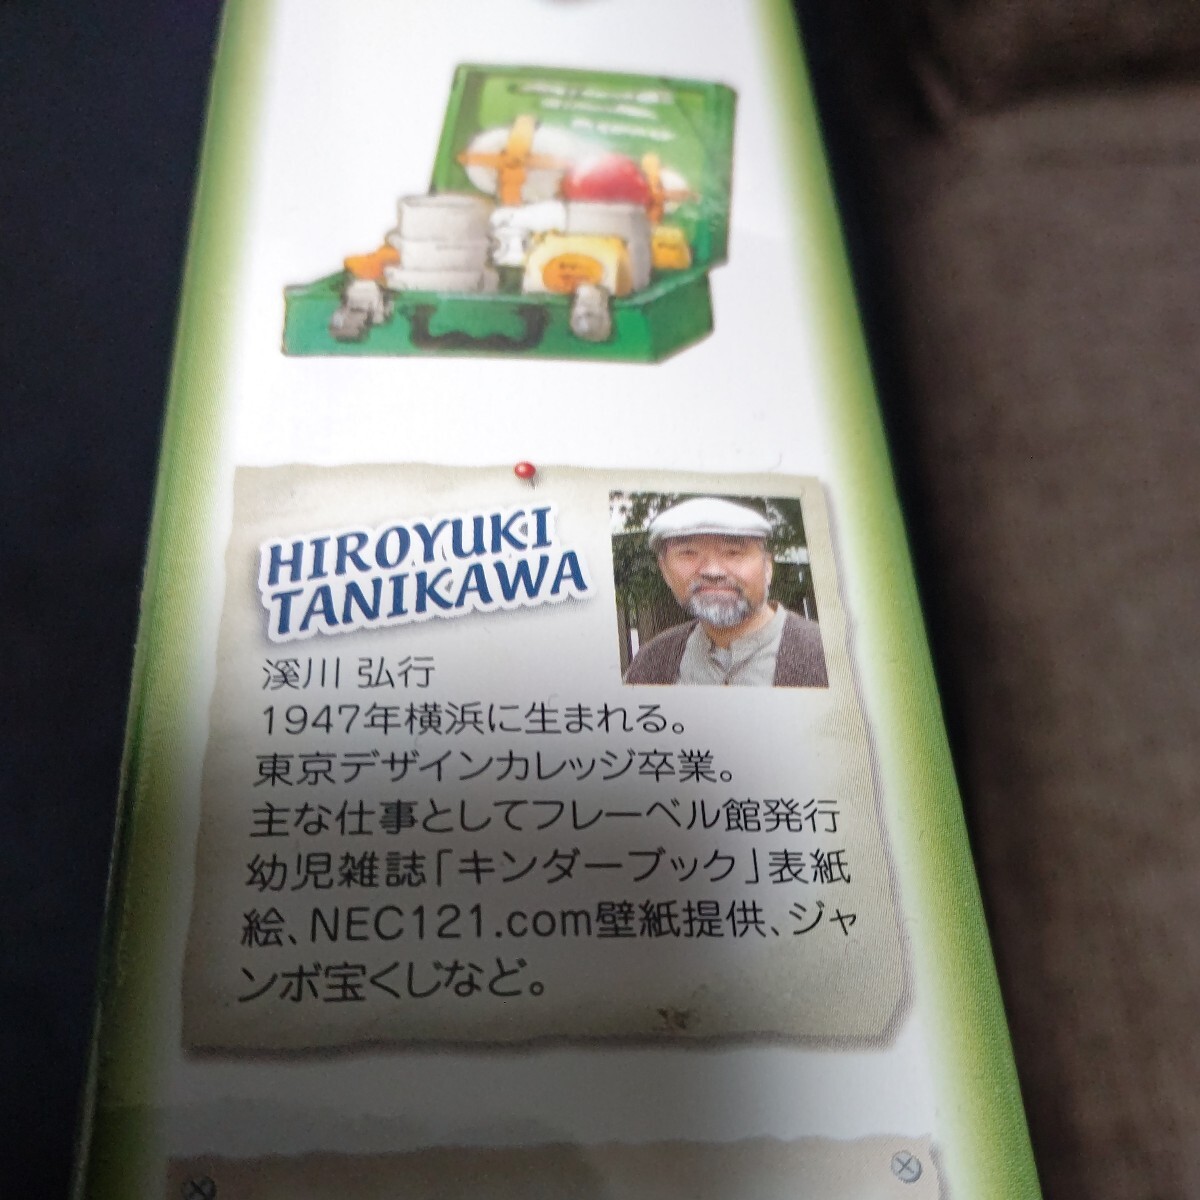 HIROYUKI
TANIKAWA
溪川 弘行
1947年横浜に生まれる。
東京デザインカレッジ卒業。
主な仕事としてフレーベル館発行
幼児雑誌「キンダーブック」表紙
絵、NEC121.com壁紙提供、ジャ
ンボ宝くじなど。